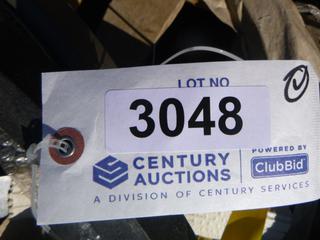 LOT NO
3048
CENTURY AUCTIONS
POWERED BY
ClubBid
A DIVISION OF CENTURY SERVICES